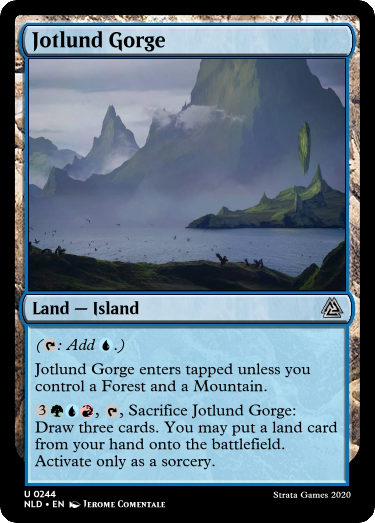 Jotlund Gorge
Land — Island
(: Add .)
Jotlund Gorge enters tapped unless you
control a Forest and a Mountain.
3, , Sacrifice Jotlund Gorge:
Draw three cards. You may put a land card
from your hand onto the battlefield.
Activate only as a sorcery.
U 0244
NLD • EN Jerome Comentale
Strata Games 2020